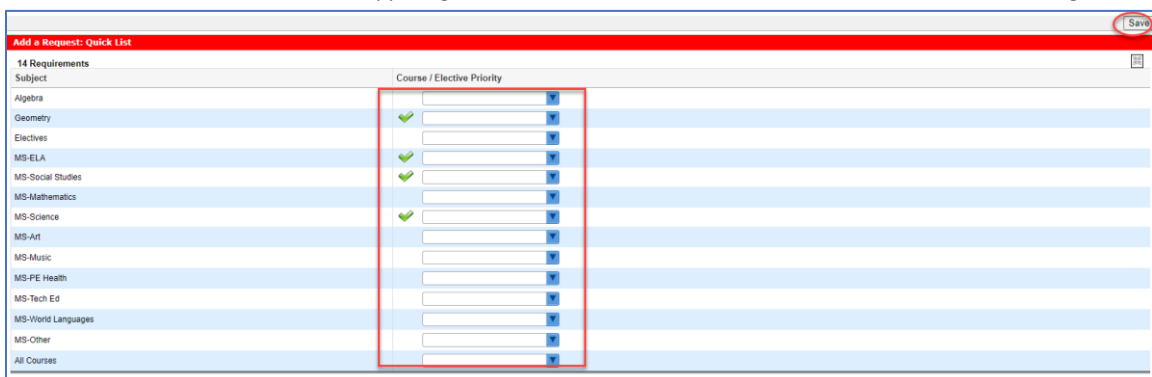 Save
Add a Request: Quick List
14 Requirements
Subject Course / Elective Priority
Algebra
Geometry
Electives
MS-ELA
MS-Social Studies
MS-Mathematics
MS-Science
MS-Art
MS-Music
MS-PE Health
MS-Tech Ed
MS-World Languages
MS-Other
All Courses